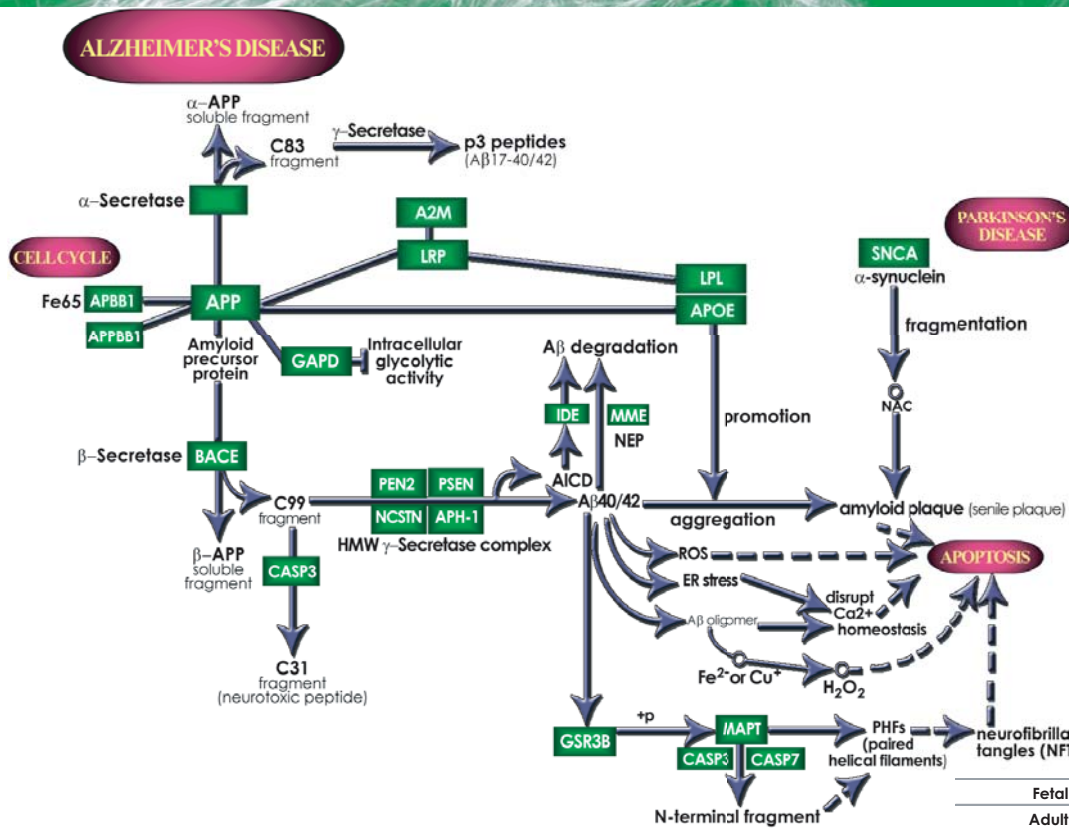 ALZHEIMER'S DISEASE
α–APP
soluble fragment
C83
fragment
γ–Secretase
p3 peptides
(Aβ17-40/42)
α–Secretase
A2M
LRP
PARKINSON'S
DISEASE
CELL CYCLE
SNCA
α-synuclein
LPL
Fe65
APBB1
APP
APOE
APPBB1
fragmentation
Amyloid
precursor
protein
GAPD
Intracellular
glycolytic
activity
Aβ degradation
NAC
IDE
MME
NEP
promotion
β–Secretase
BACE
AICD
PEN2
PSEN
C99
fragment
Aβ40/42
amyloid plaque (senile plaque)
NCSTN
APH-1
aggregation
HMW γ–Secretase complex
β–APP
soluble
fragment
ROS
APOPTOSIS
CASP3
ER stress
disrupt
Ca2+
homeostasis
Aβ oligomer
C31
fragment
(neurotoxic peptide)
Fe2- or Cu+
H2O2
+p
GSR3B
MAPT
PHFs
(paired
helical filaments)
neurofibrilla
tangles (NFT
CASP3
CASP7
N-terminal fragment
Fetal
Adult